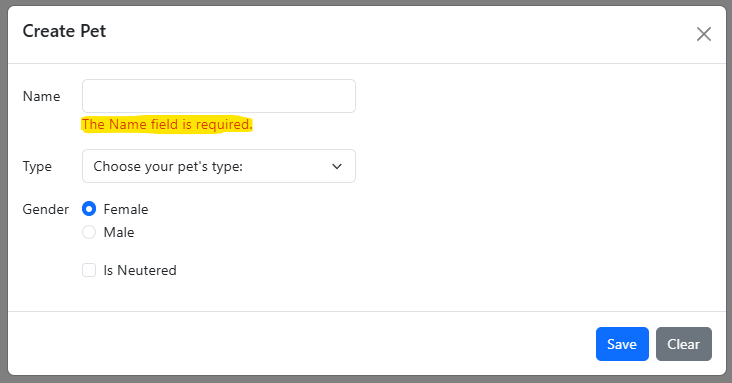 Create Pet
Name
The Name field is required.
Type Choose your pet's type:
Gender Female
Male
Is Neutered
Save Clear